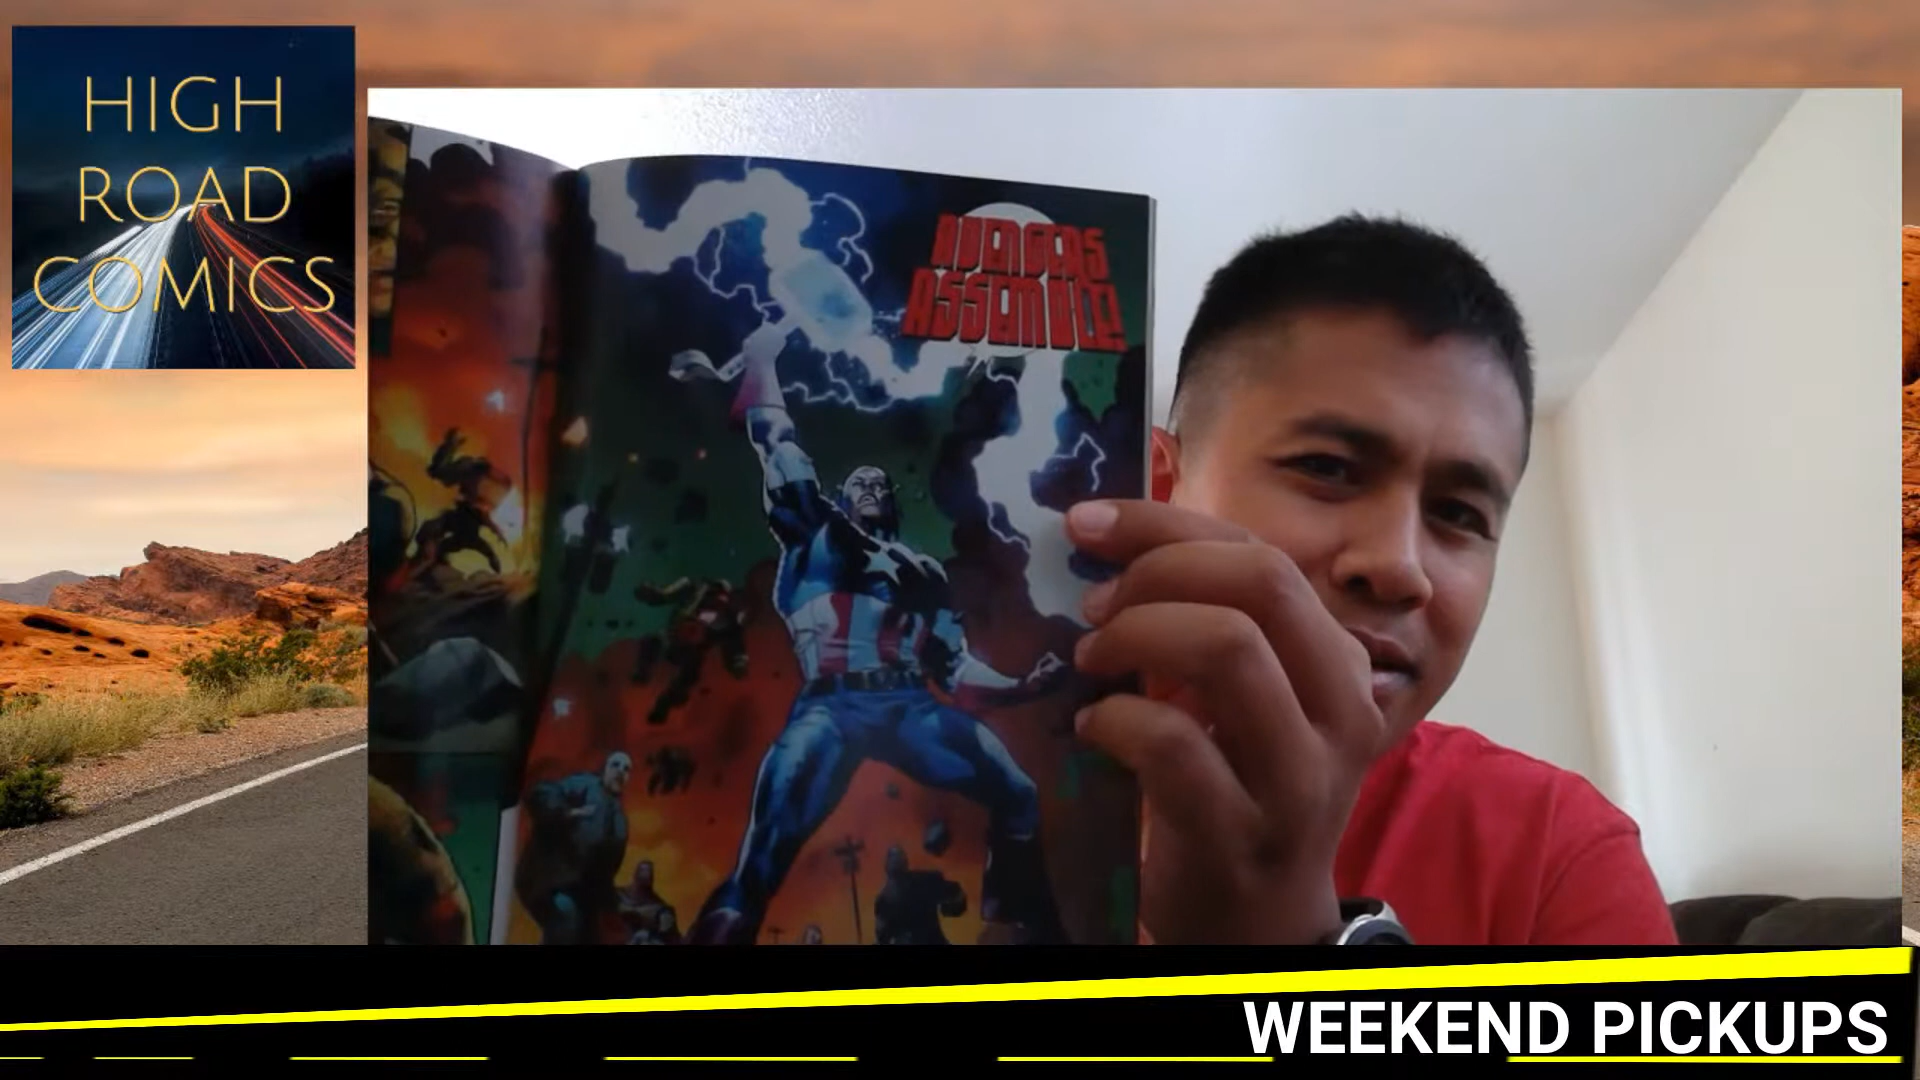 HIGH
ROAD
COMICS
AVENGERS
ASSEMBLE!
WEEKEND PICKUPS